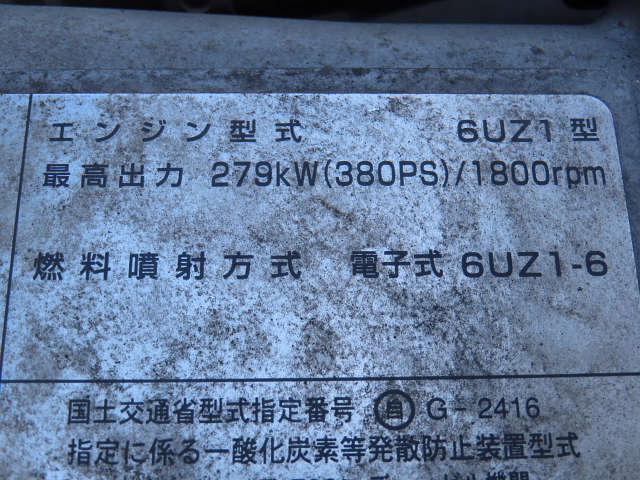 エンジン型式 6UZ1型
最高出力 279kW(380PS)/1800rpm
燃料噴射方式 電子式 6UZ1-6
国土交通省型式指定番号 自 G-2416
指定に係る一酸化炭素等発散防止装置型式